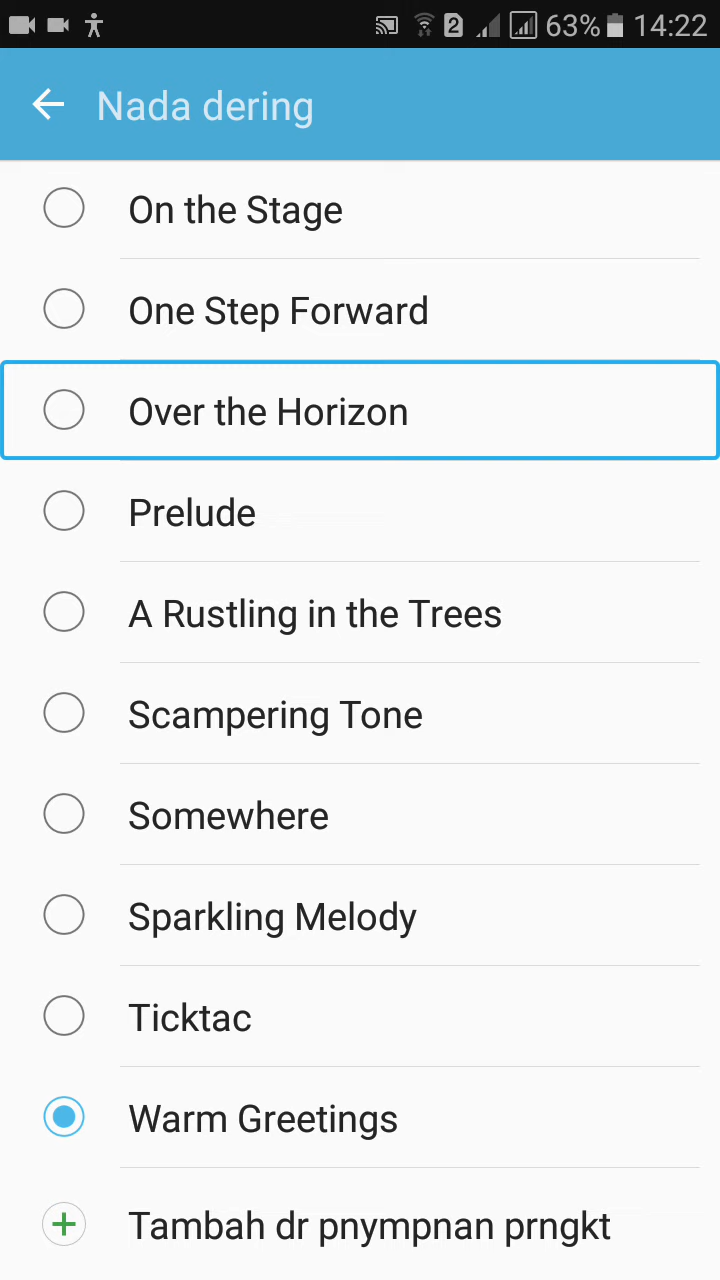 2 63% 14:22
Nada dering
On the Stage
One Step Forward
Over the Horizon
Prelude
A Rustling in the Trees
Scampering Tone
Somewhere
Sparkling Melody
Ticktac
Warm Greetings
Tambah dr pnympnan prngkt